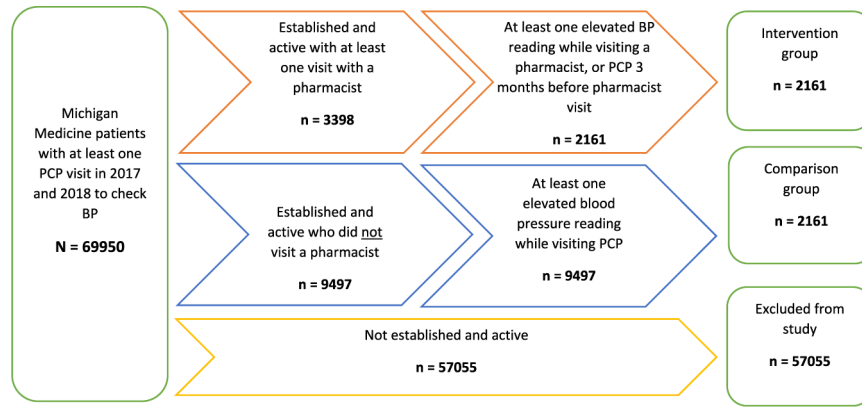 Michigan
Medicine patients
with at least one
PCP visit in 2017
and 2018 to check
BP
N = 69950
Established and
active with at least
one visit with a
pharmacist
n = 3398
At least one elevated BP
reading while visiting a
pharmacist, or PCP 3
months before pharmacist
visit
n = 2161
Intervention
group
n = 2161
Established and
active who did not
visit a pharmacist
n = 9497
At least one
elevated blood
pressure reading
while visiting PCP
n = 9497
Comparison
group
n = 2161
Not established and active
n = 57055
Excluded from
study
n = 57055